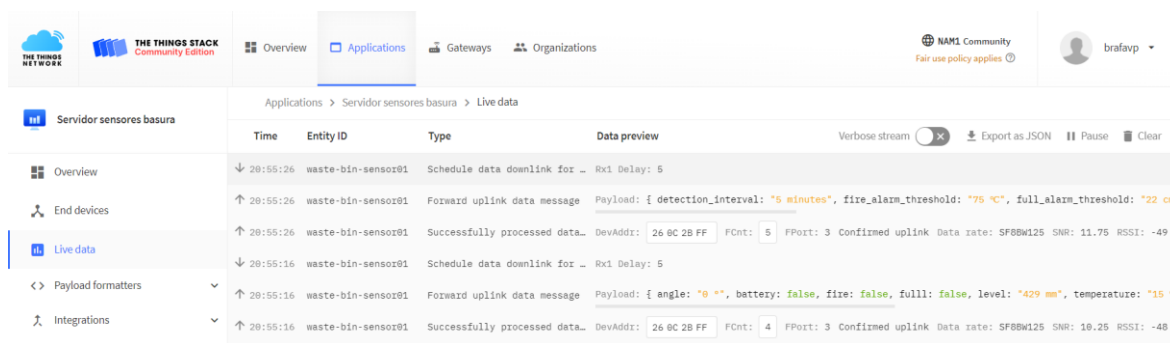 THE THINGS NETWORK
THE THINGS STACK
Community Edition
Overview
Applications
Gateways
Organizations
NAM1 Community
Fair use policy applies
brafavp
Servidor sensores basura
Overview
End devices
Live data
Payload formatters
Integrations
Applications > Servidor sensores basura > Live data
Time Entity ID Type Data preview Verbose stream Export as JSON Pause Clear
20:55:26 waste-bin-sensor01 Schedule data downlink for … Rx1 Delay: 5
20:55:26 waste-bin-sensor01 Forward uplink data message Payload: { detection_interval: "5 minutes", fire_alarm_threshold: "75 ℃", full_alarm_threshold: "22
20:55:26 waste-bin-sensor01 Successfully processed data… DevAddr: 26 0C 2B FF FCnt: 5 FPort: 3 Confirmed uplink Data rate: SF8BW125 SNR: 11.75 RSSI: -49
20:55:16 waste-bin-sensor01 Schedule data downlink for … Rx1 Delay: 5
20:55:16 waste-bin-sensor01 Forward uplink data message Payload: { angle: "0 °", battery: false, fire: false, fulll: false, level: "429 mm", temperature: "15
20:55:16 waste-bin-sensor01 Successfully processed data… DevAddr: 26 0C 2B FF FCnt: 4 FPort: 3 Confirmed uplink Data rate: SF8BW125 SNR: 10.25 RSSI: -48